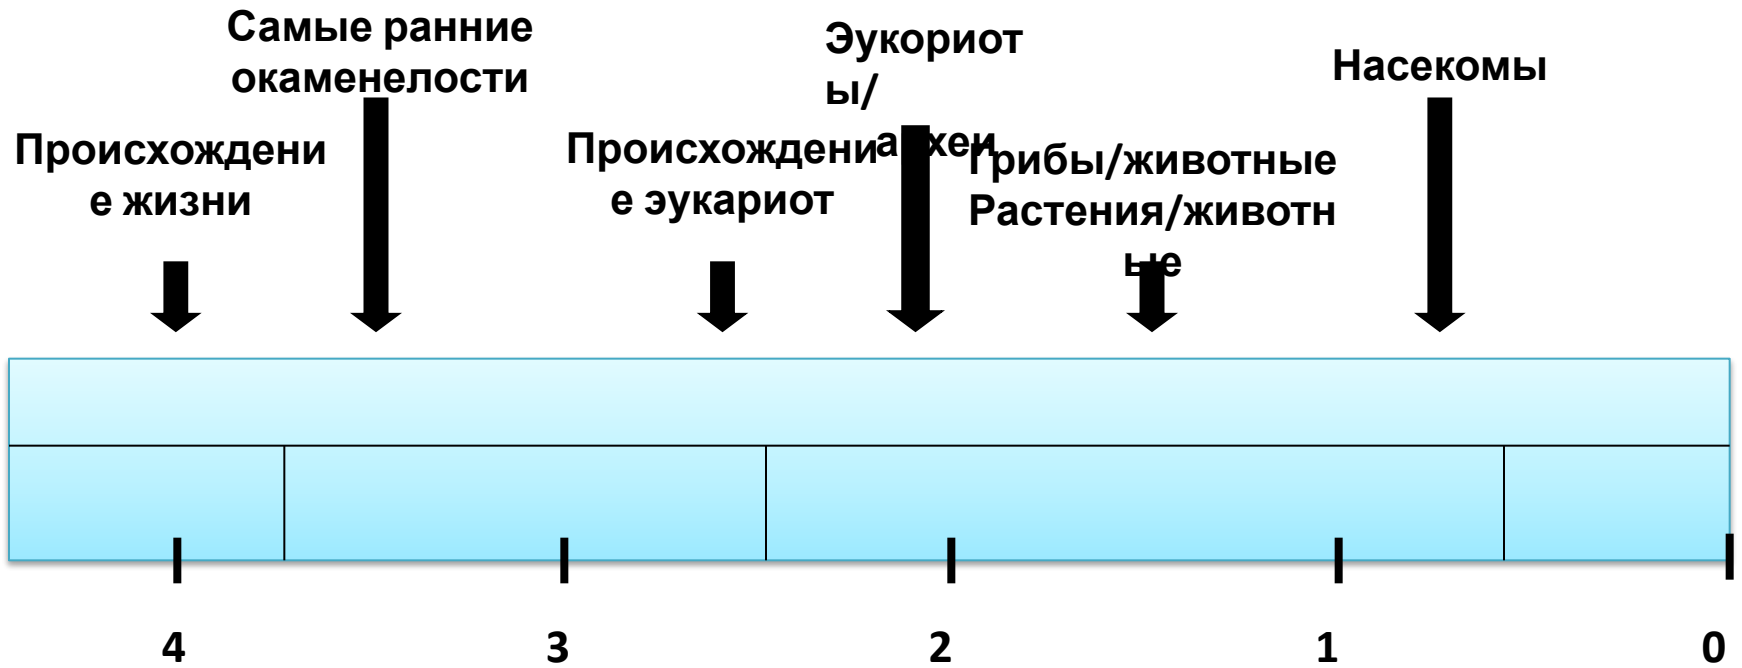 Самые ранние
окаменелости
Происхождени
е жизни
Происхождени
е эукариот
Эукориот
ы/
археи
Грибы/животные
Растения/животн
ые
Насекомы
4
3
2
1
0